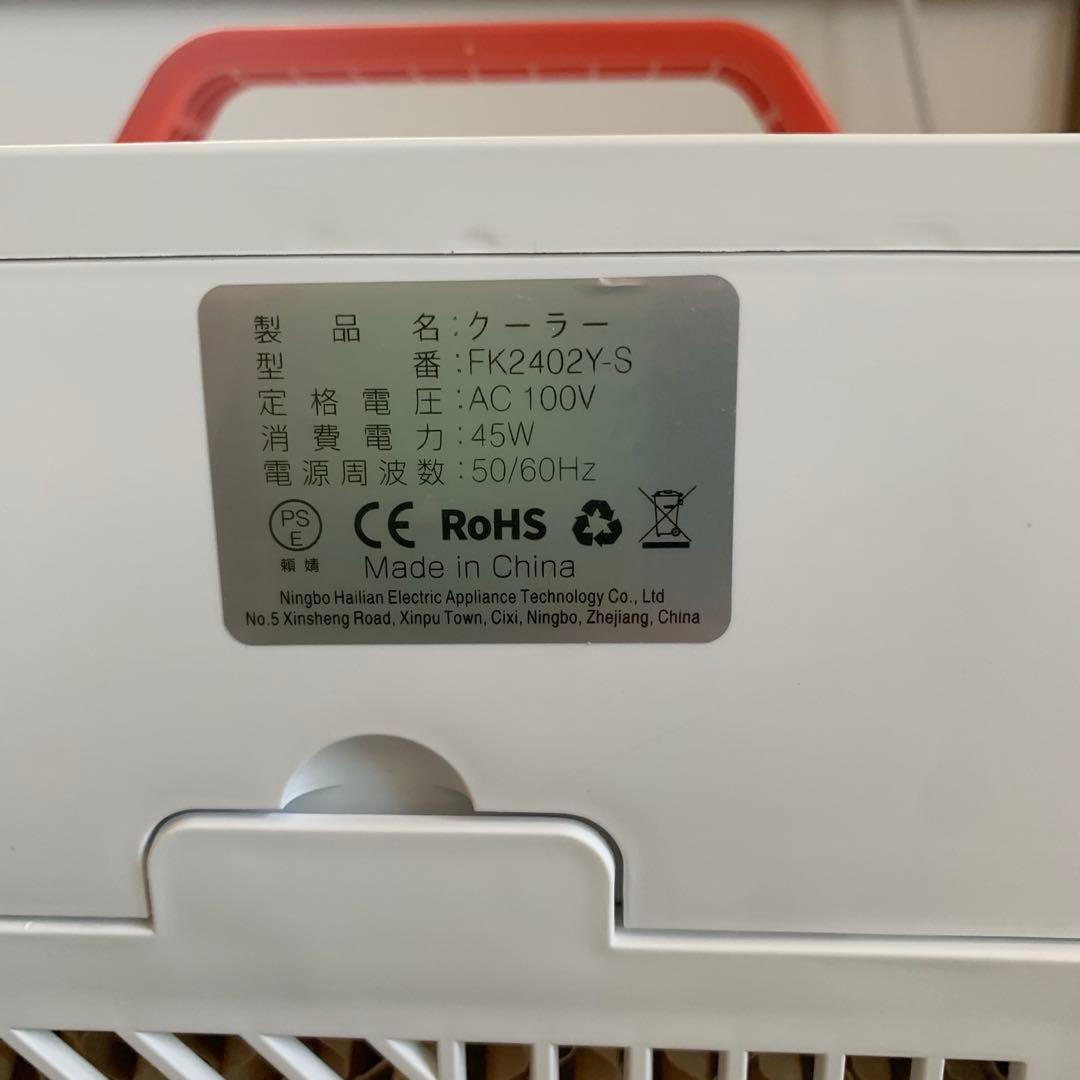 製品名:クーラー
型番:FK2402Y-S
定格電圧:AC 100V
消費電力:45W
電源周波数:50/60Hz
PS
E
頼婧
CE RoHS
Made in China
Ningbo Hailian Electric Appliance Technology Co., Ltd
No.5 Xinsheng Road, Xinpu Town, Cixi, Ningbo, Zhejiang, China